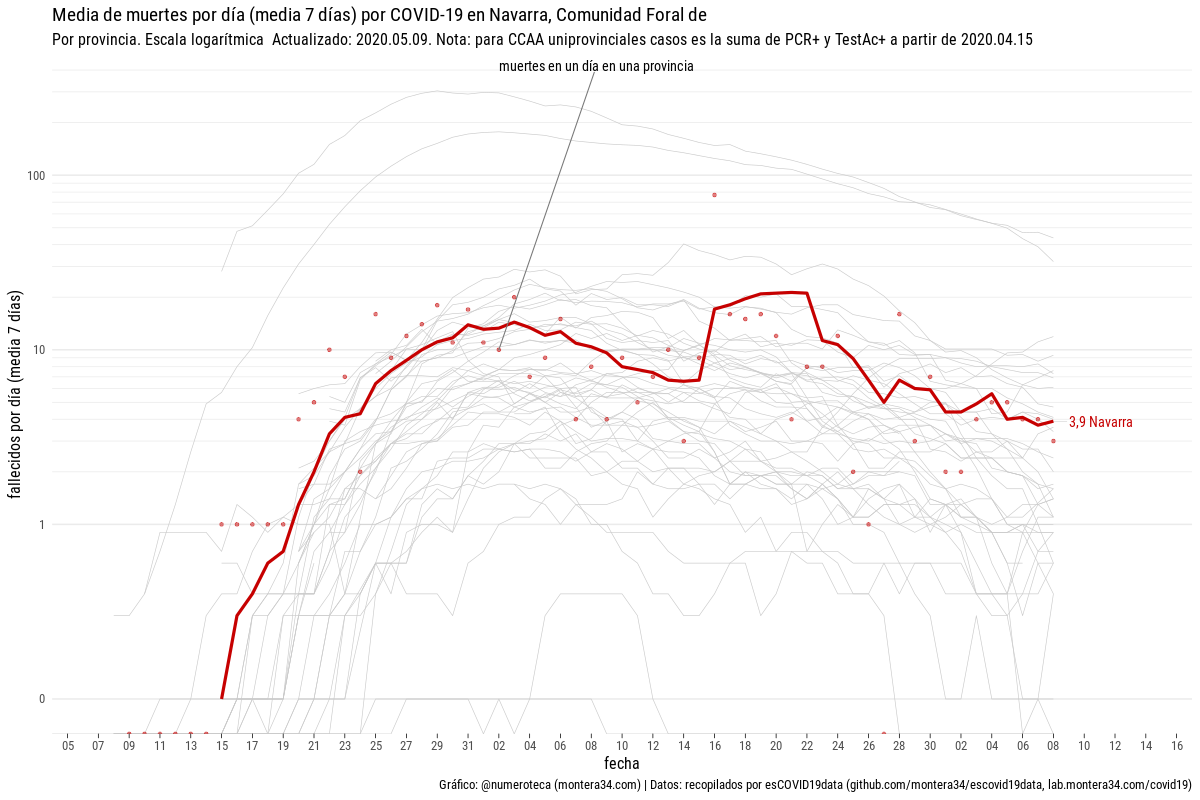 Media de muertes por día (media 7 días) por COVID-19 en Navarra, Comunidad Foral de
Por provincia. Escala logarítmica  Actualizado: 2020.05.09. Nota: para CCAA uniprovinciales casos es la suma de PCR+ y TestAc+ a partir de 2020.04.15
muertes en un día en una provincia
fallecidos por día (media  7 días)
100
10
1
0
3,9 Navarra
05 07 09 11 13 15 17 19 21 23 25 27 29 31 02 04 06 08 10 12 14 16 18 20 22 24 26 28 30 02 04 06 08 10 12 14 16
fecha
Gráfico: @numeroteca (montera34.com) | Datos: recopilados por esCOVID19data (github.com/montera34/escovid19data, lab.montera34.com/covid19)